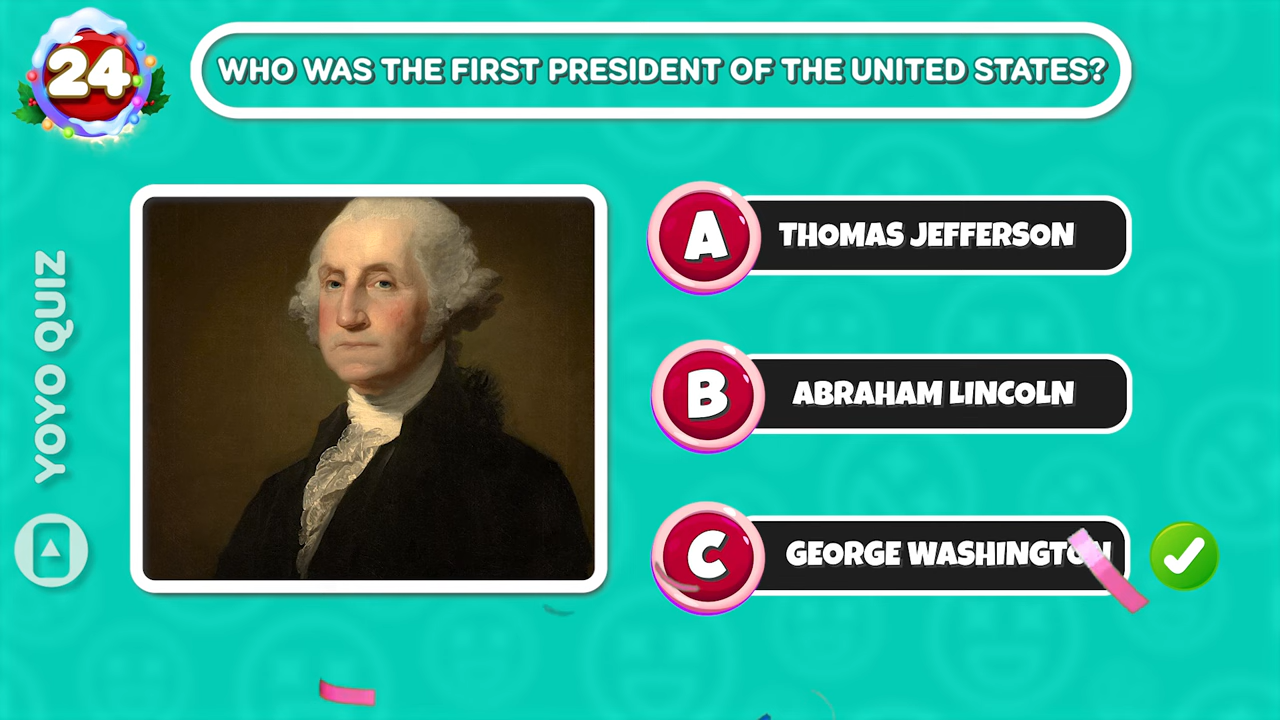 24
WHO WAS THE FIRST PRESIDENT OF THE UNITED STATES?
YOYO QUIZ
A THOMAS JEFFERSON
B ABRAHAM LINCOLN
C GEORGE WASHINGTON